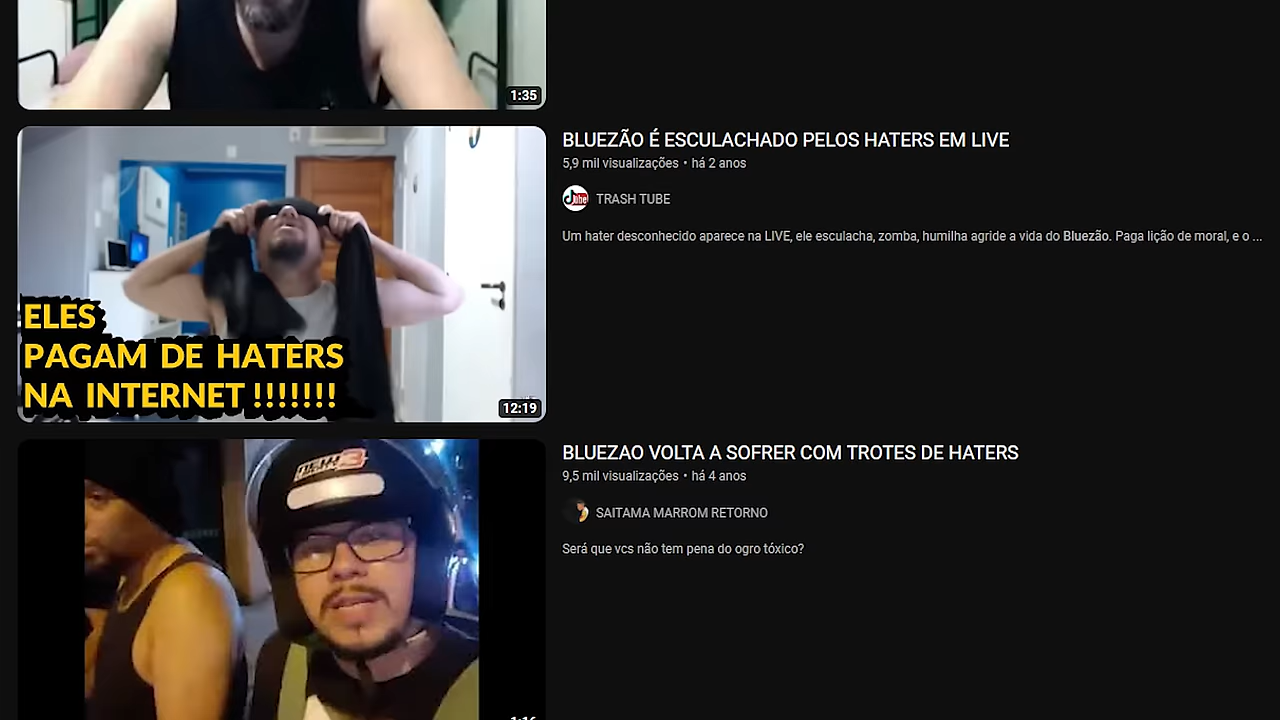 1:35
BLUEZÃO É ESCULACHADO PELOS HATERS EM LIVE
5,9 mil visualizações • há 2 anos
TRASH TUBE
Um hater desconhecido aparece na LIVE, ele esculacha, zomba, humilha agride a vida do Bluezão. Paga lição de moral, e o ...
ELES
PAGAM DE HATERS
NA INTERNET !!!!!!!
12:19
BLUEZAO VOLTA A SOFRER COM TROTES DE HATERS
9,5 mil visualizações • há 4 anos
SAITAMA MARROM RETORNO
Será que vcs não tem pena do ogro tóxico?